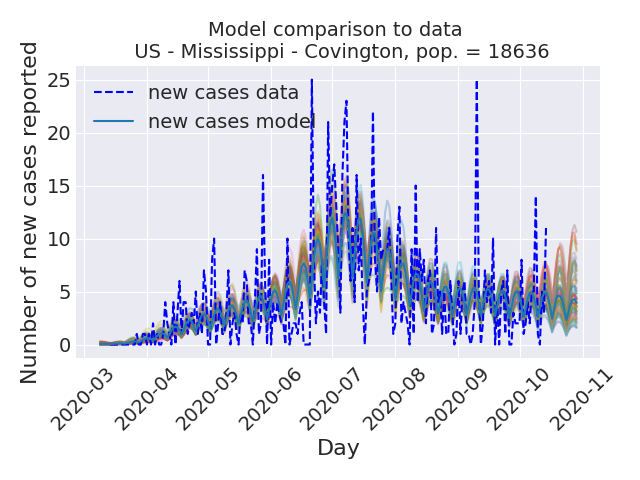 Model comparison to data
US - Mississippi - Covington, pop. = 18636
Number of new cases reported
25
20
15
10
5
0
new cases data
new cases model
2020-03
2020-04
2020-05
2020-06
2020-07
2020-08
2020-09
2020-10
2020-11
Day